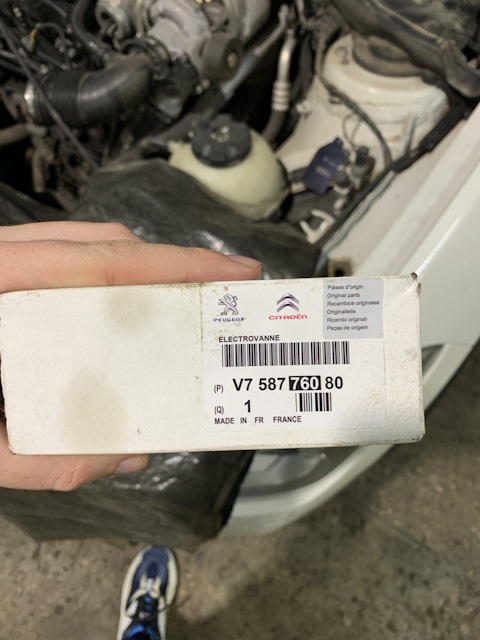 PEUGEOT
CITROËN
Pièces d'origin
Original parts
Recambios originales
Originalteile
Ricambi originali
Peças de origem
ELECTROVANNE
(P) V7 587 760 80
(Q) 1
MADE IN FR FRANCE